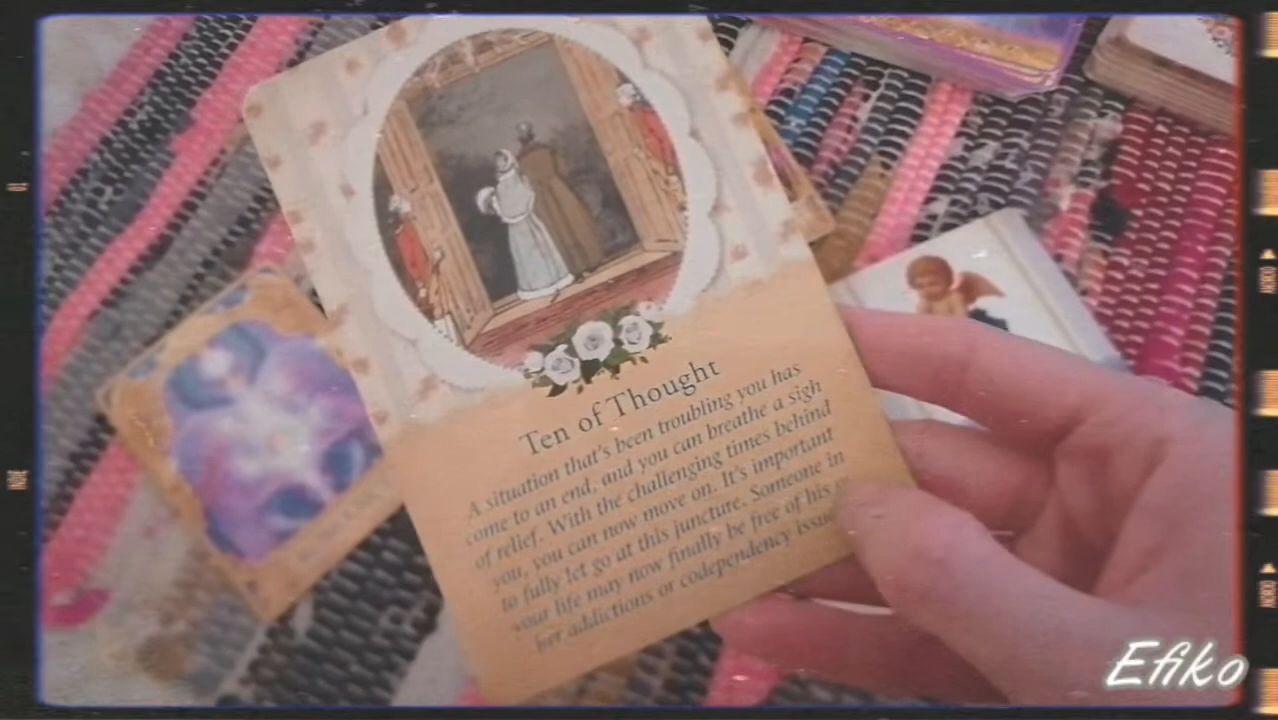 Ten of Thought
A situation that's been troubling you has
come to an end, and you can breathe a sigh
of relief. With the challenging times behind
you, you can now move on. It's important
to fully let go at this juncture. Someone in
your life may now finally be free of his or
her addictions or codependency issues.
Efiko